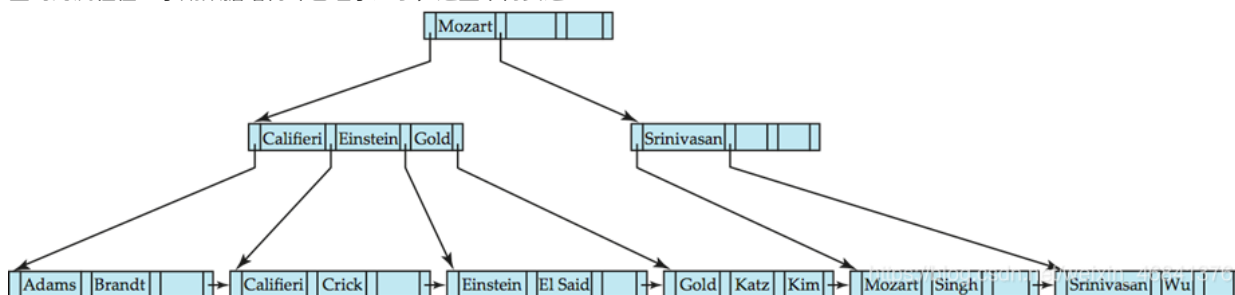 Mozart
Califieri Einstein Gold
Srinivasan
Adams Brandt
Califieri Crick
Einstein El Said
Gold Katz Kim
Mozart Singh
Srinivasan Wu